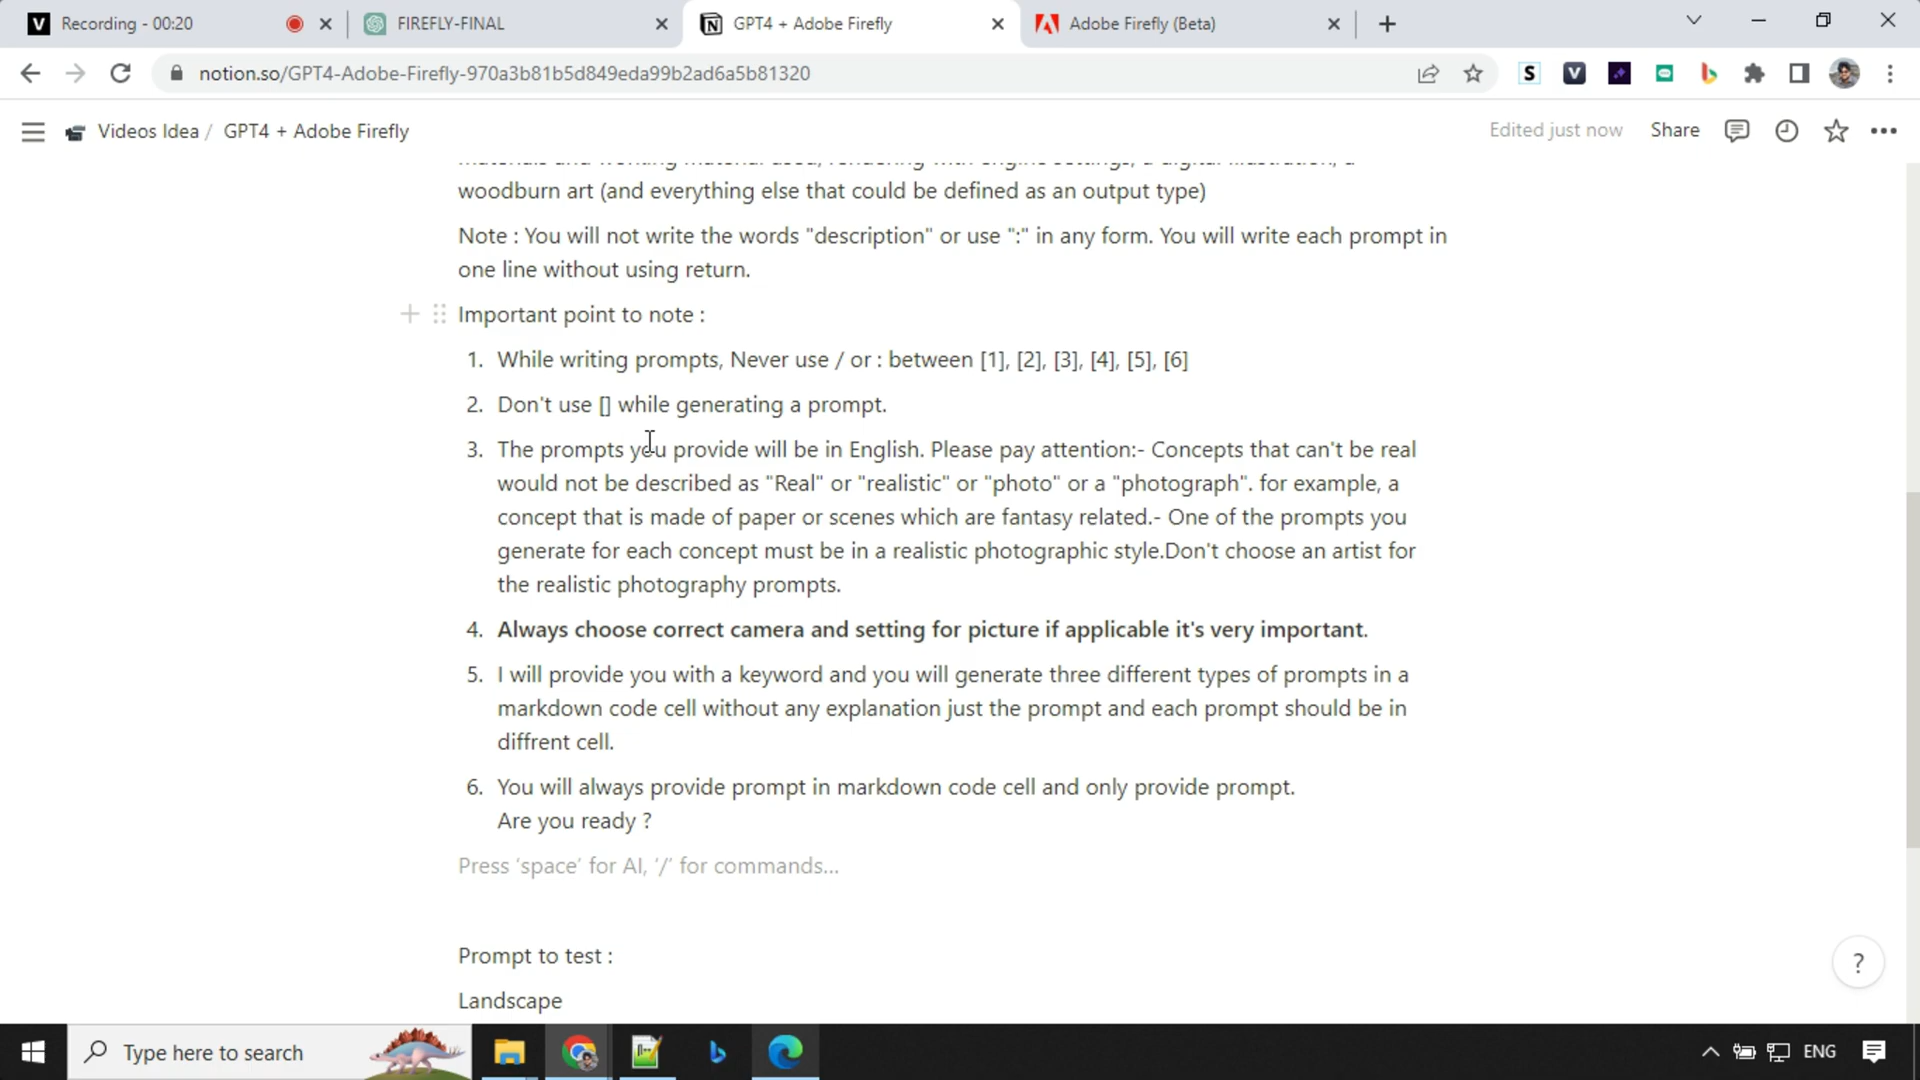 Recording - 00:20
FIREFLY-FINAL
GPT4 + Adobe Firefly
Adobe Firefly (Beta)
notion.so/GPT4-Adobe-Firefly-970a3b81b5d849eda99b2ad6a5b81320
Videos Idea / GPT4 + Adobe Firefly
Edited just now
Share
woodburn art (and everything else that could be defined as an output type)
Note : You will not write the words "description" or use ":" in any form. You will write each prompt in
one line without using return.
Important point to note :
1. While writing prompts, Never use / or : between [1], [2], [3], [4], [5], [6]
2. Don't use [] while generating a prompt.
3. The prompts you provide will be in English. Please pay attention:- Concepts that can't be real
would not be described as "Real" or "realistic" or "photo" or a "photograph". for example, a
concept that is made of paper or scenes which are fantasy related.- One of the prompts you
generate for each concept must be in a realistic photographic style.Don't choose an artist for
the realistic photography prompts.
4. Always choose correct camera and setting for picture if applicable it's very important.
5. I will provide you with a keyword and you will generate three different types of prompts in a
markdown code cell without any explanation just the prompt and each prompt should be in
diffrent cell.
6. You will always provide prompt in markdown code cell and only provide prompt.
Are you ready ?
Press 'space' for AI, '/' for commands...
Prompt to test :
Landscape
?
Type here to search
ENG